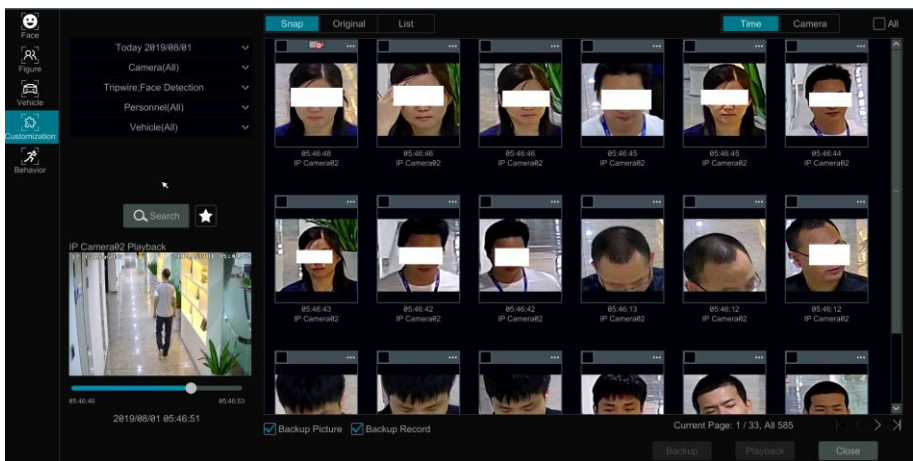 Face
Figure
Vehicle
Customization
Behavior
Today 2019/08/01
Camera(All)
Tripwire;Face Detection
Personnel(All)
Vehicle(All)
Search
IP Camera02 Playback
05:46:46
05:46:53
2019/08/01 05:46:51
Snap Original List
Time Camera All
05:46:48 05:46:46 05:46:46 05:46:45 05:46:45 05:46:44
IP Camera02 IP Camera02 IP Camera02 IP Camera02 IP Camera02 IP Camera02
05:46:43 05:46:42 05:46:42 05:46:13 05:46:12 05:46:12
IP Camera02 IP Camera02 IP Camera02 IP Camera02 IP Camera02 IP Camera02
Backup Picture Backup Record
Current Page: 1 / 33, All 585
Backup Playback Close